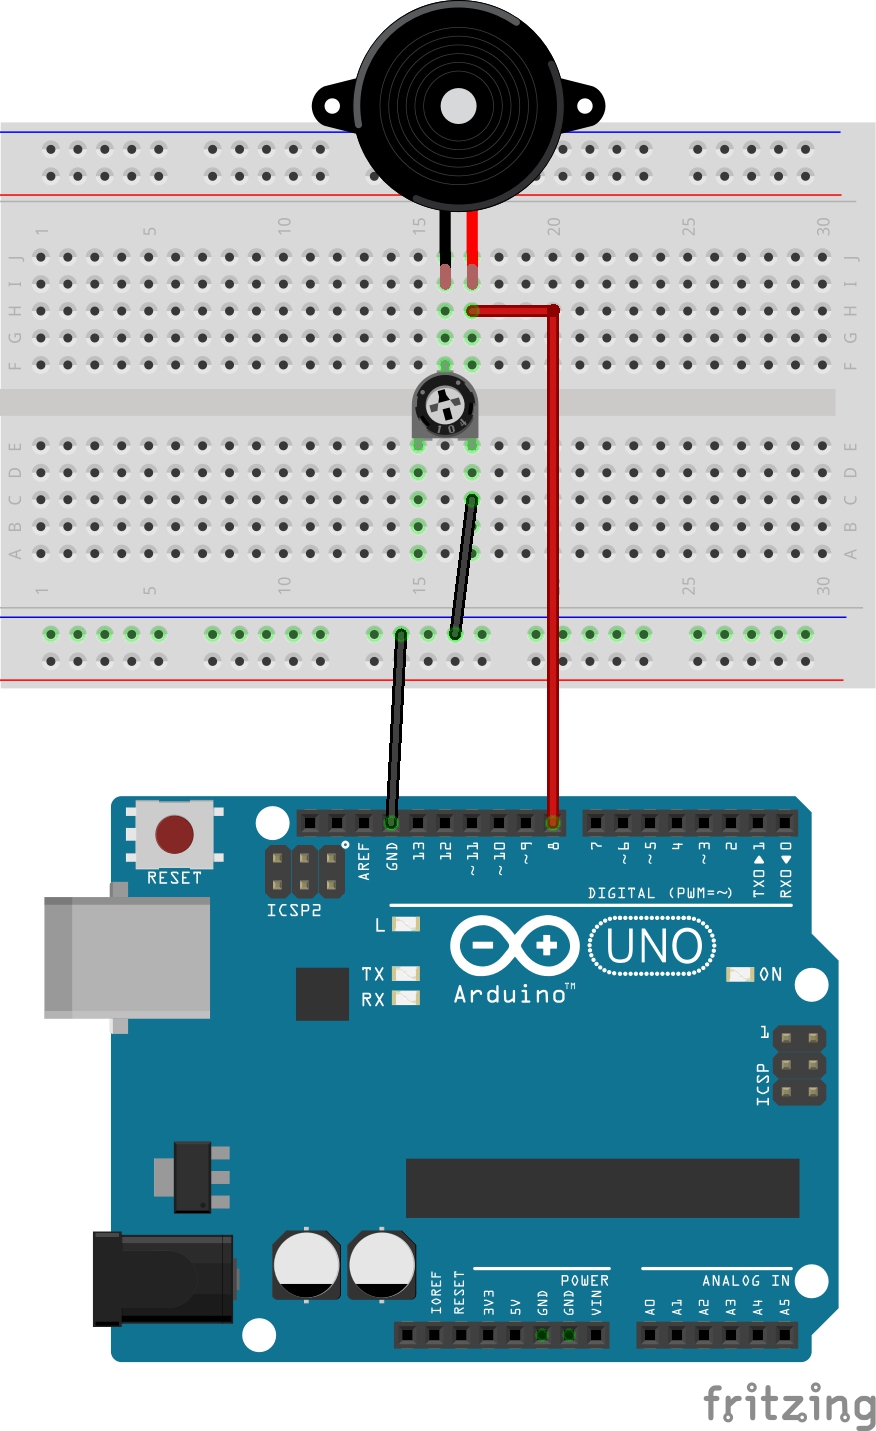 1 5 10 15 20 25 30
J J
I I
H H
G G
F F
104
E E
D D
C C
B B
A A
1 5 10 15 25 30
AREF GND 13 12 ~11 ~10 ~9 8 7 ~6 ~5 4 ~3 2 TX0▶1 RX0◀0
RESET
ICSP2
DIGITAL (PWM=~)
L
TX
RX
UNO
ON
Arduino™
1
ICSP
POWER
ANALOG IN
IOREF RESET 3V3 5V GND GND VIN A0 A1 A2 A3 A4 A5
fritzing